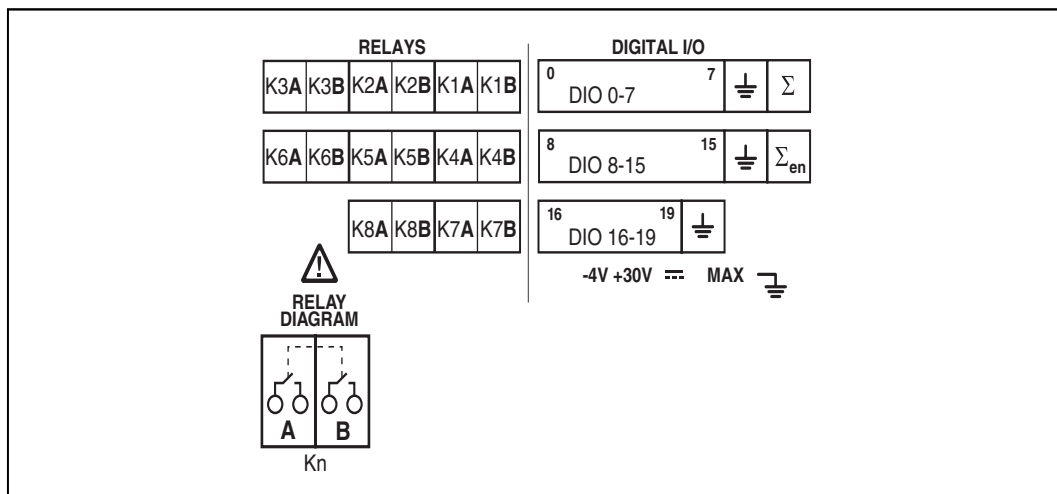 RELAYS
DIGITAL I/O
K3A K3B K2A K2B K1A K1B
0 7
DIO 0-7
Σ
K6A K6B K5A K5B K4A K4B
8 15
DIO 8-15
Σen
K8A K8B K7A K7B
16 19
DIO 16-19
-4V +30V MAX
!
RELAY
DIAGRAM
A B
Kn